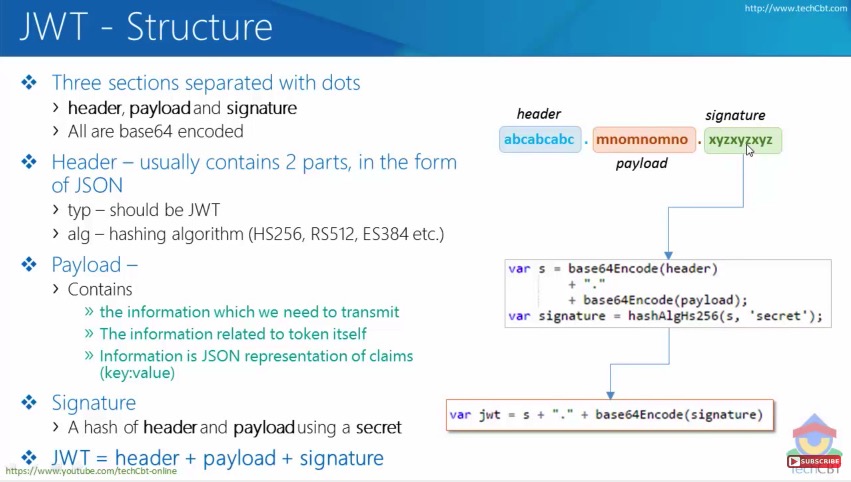 JWT - Structure
http://www.techCbt.com
Three sections separated with dots
header, payload and signature
All are base64 encoded
Header – usually contains 2 parts, in the form
of JSON
typ – should be JWT
alg – hashing algorithm (HS256, RS512, ES384 etc.)
Payload –
Contains
the information which we need to transmit
The information related to token itself
Information is JSON representation of claims
(key:value)
Signature
A hash of header and payload using a secret
JWT = header + payload + signature
https://www.youtube.com/techCbt-online
header
signature
abcabcabc . mnomnomno . xyzxyzxyz
payload
var s = base64Encode(header)
+ "."
+ base64Encode(payload);
var signature = hashAlgHs256(s, 'secret');
var jwt = s + "." + base64Encode(signature)
SUBSCRIBE
TechCBT